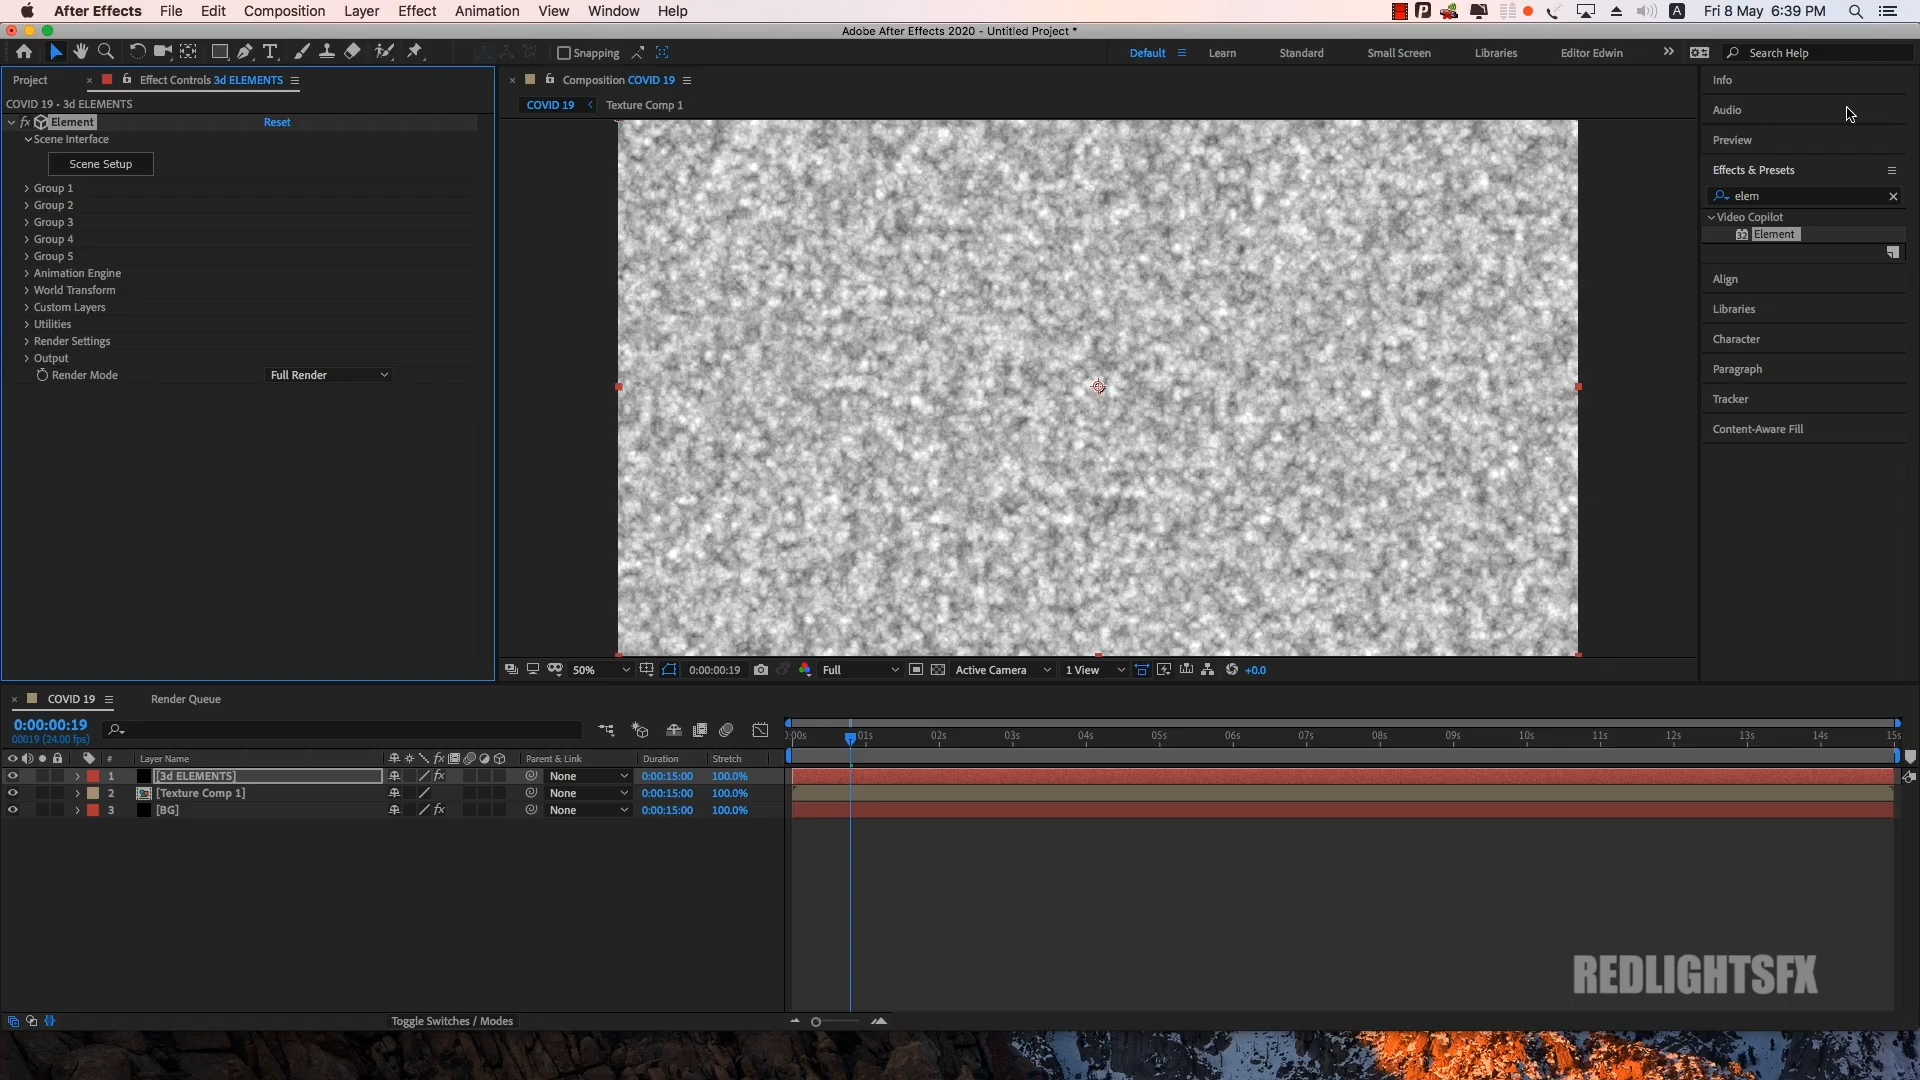 After Effects File Edit Composition Layer Effect Animation View Window Help Fri 8 May 6:39 PM
Adobe After Effects 2020 - Untitled Project *
Snapping Default Learn Standard Small Screen Libraries Editor Edwin Search Help
Project Effect Controls 3d ELEMENTS
COVID 19 • 3d ELEMENTS
fx Element Reset
Scene Interface
Scene Setup
Group 1
Group 2
Group 3
Group 4
Group 5
Animation Engine
World Transform
Custom Layers
Utilities
Render Settings
Output
Render Mode Full Render
Composition COVID 19
COVID 19 Texture Comp 1
50% 0:00:00:19 Full Active Camera 1 View +0.0
Info
Audio
Preview
Effects & Presets
elem
Video Copilot
32 Element
Align
Libraries
Character
Paragraph
Tracker
Content-Aware Fill
COVID 19 Render Queue
0:00:00:19
00019 (24.00 fps)
:00s 01s 02s 03s 04s 05s 06s 07s 08s 09s 10s 11s 12s 13s 14s 15s
# Layer Name fx Parent & Link Duration Stretch
1 [3d ELEMENTS] fx None 0:00:15:00 100.0%
2 [Texture Comp 1] None 0:00:15:00 100.0%
3 [BG] fx None 0:00:15:00 100.0%
REDLIGHTSFX
Toggle Switches / Modes